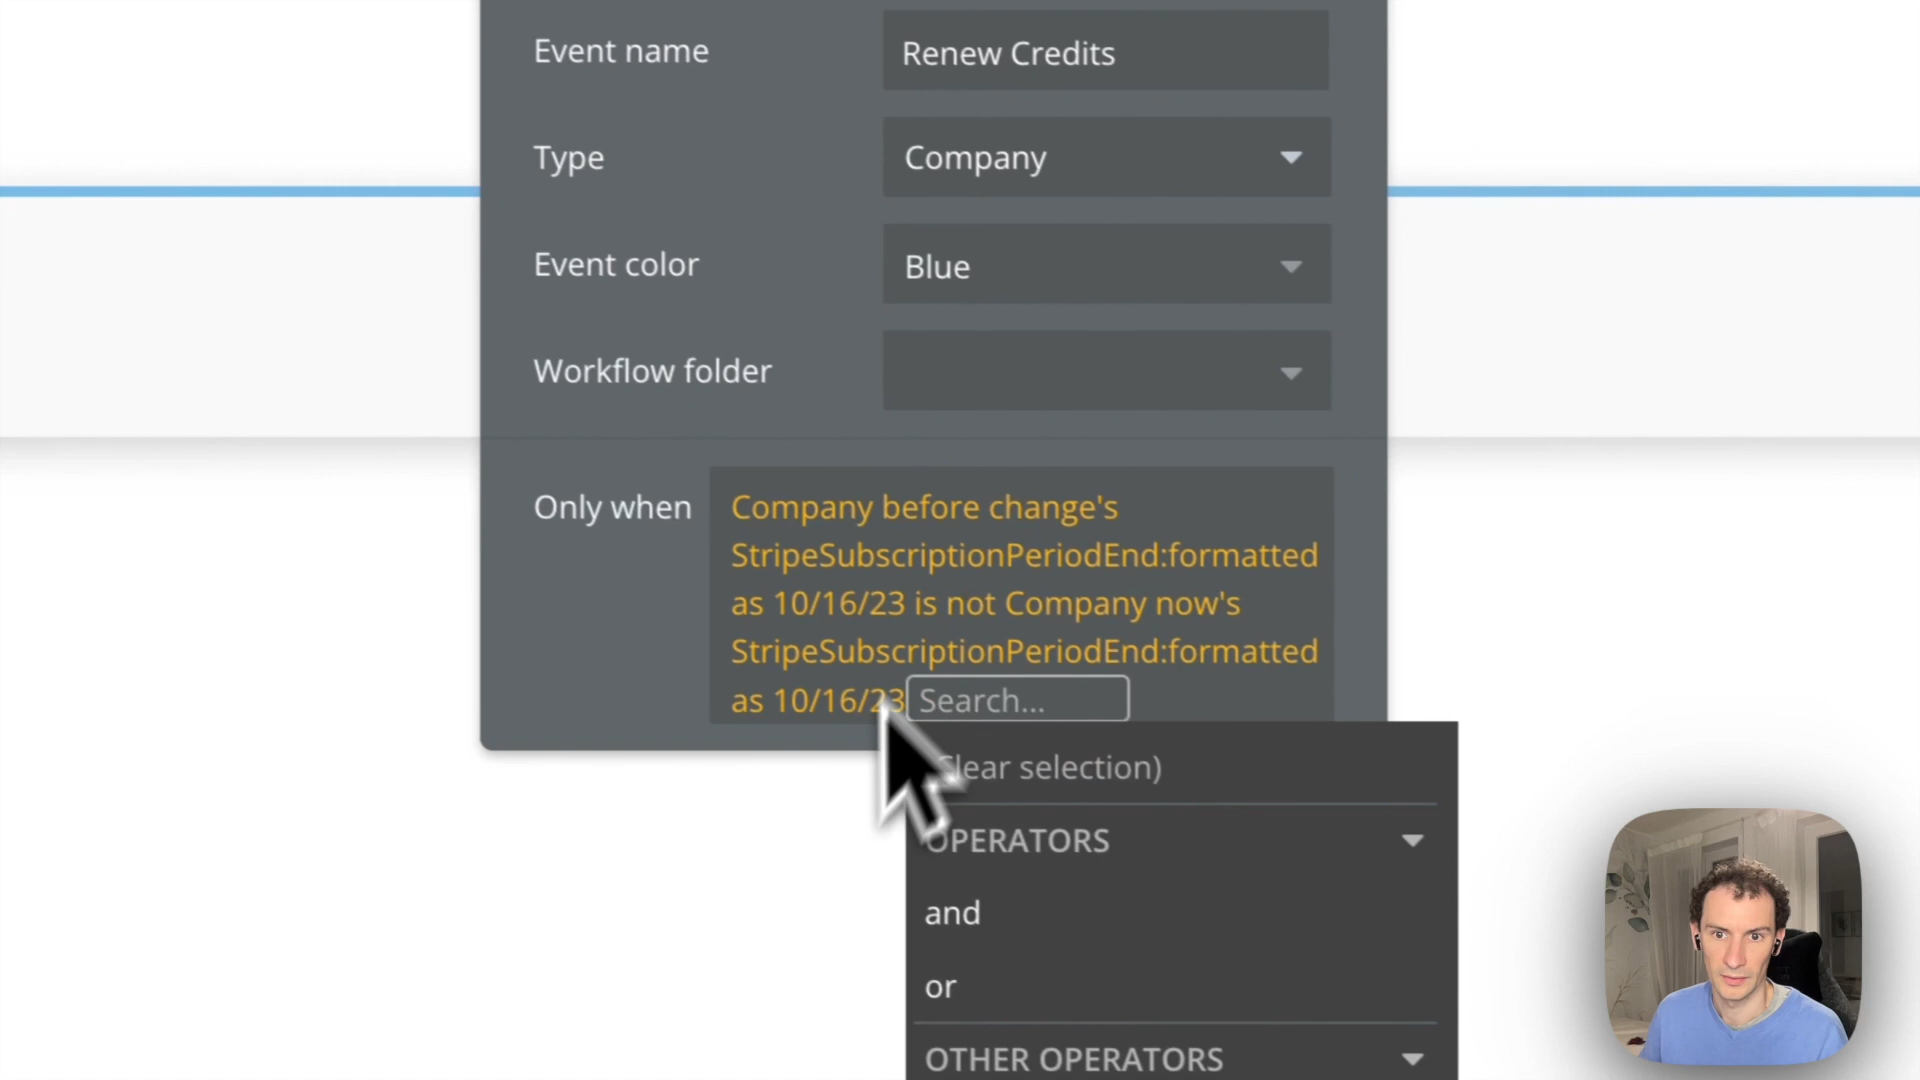 Event name
Renew Credits
Type
Company
Event color
Blue
Workflow folder
Only when
Company before change's
StripeSubscriptionPeriodEnd:formatted
as 10/16/23 is not Company now's
StripeSubscriptionPeriodEnd:formatted
as 10/16/23
Search...
Clear selection)
OPERATORS
and
or
OTHER OPERATORS